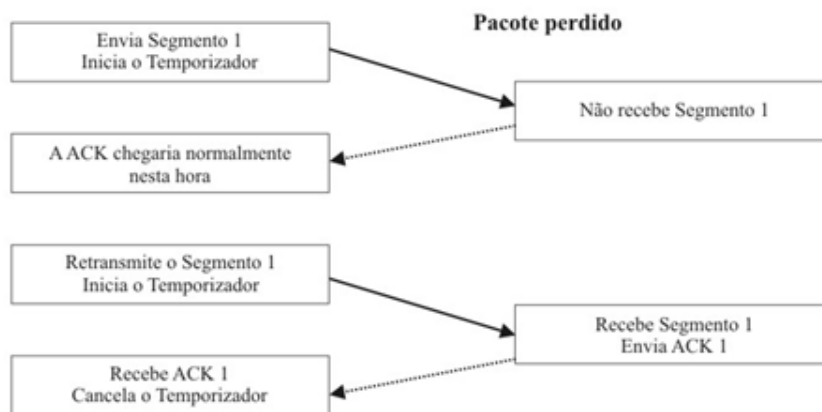 Pacote perdido
Envia Segmento 1
Inicia o Temporizador
Não recebe Segmento 1
A ACK chegaria normalmente
nesta hora
Retransmite o Segmento 1
Inicia o Temporizador
Recebe Segmento 1
Envia ACK 1
Recebe ACK 1
Cancela o Temporizador